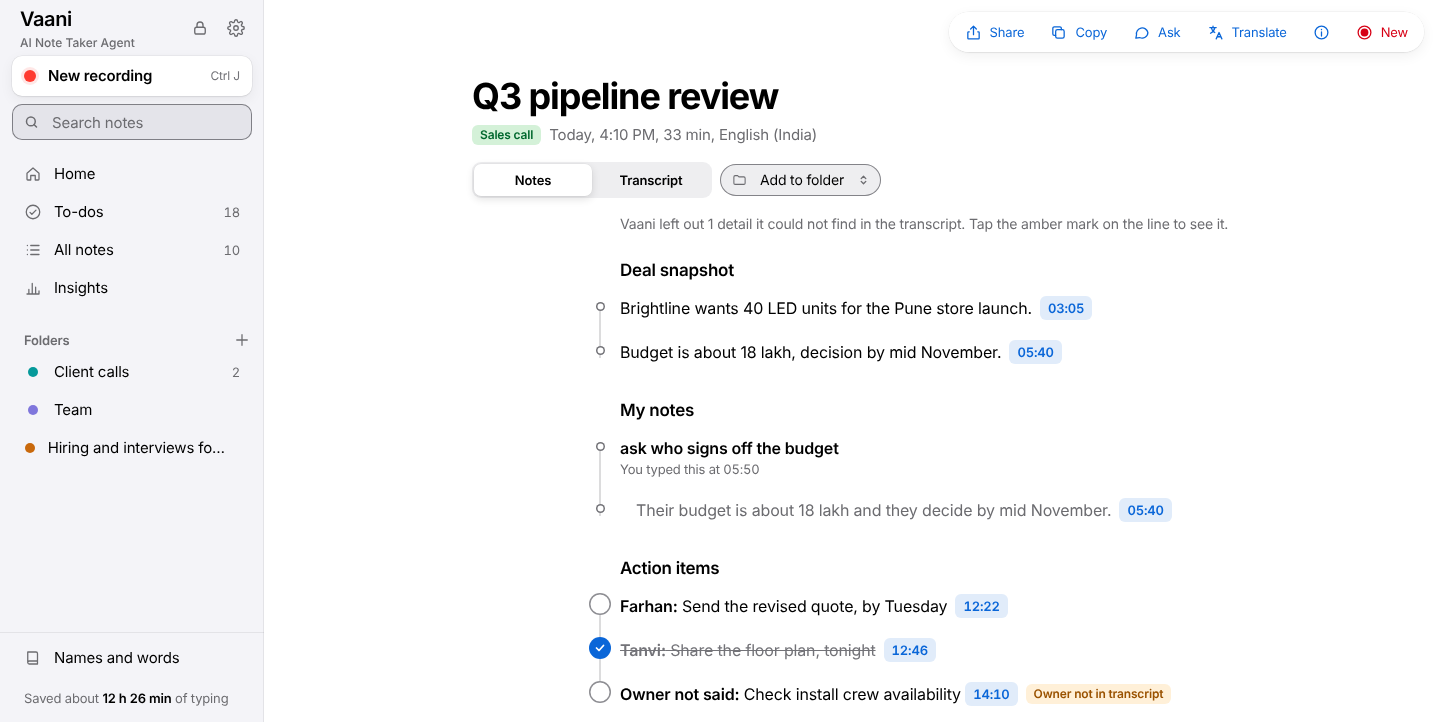 Vaani
AI Note Taker Agent
New recording Ctrl J
Search notes
Home
To-dos 18
All notes 10
Insights
Folders
Client calls 2
Team
Hiring and interviews fo...
Names and words
Saved about 12 h 26 min of typing
Share Copy Ask Translate New
Q3 pipeline review
Sales call Today, 4:10 PM, 33 min, English (India)
Notes Transcript Add to folder
Vaani left out 1 detail it could not find in the transcript. Tap the amber mark on the line to see it.
Deal snapshot
Brightline wants 40 LED units for the Pune store launch. 03:05
Budget is about 18 lakh, decision by mid November. 05:40
My notes
ask who signs off the budget
You typed this at 05:50
Their budget is about 18 lakh and they decide by mid November. 05:40
Action items
Farhan: Send the revised quote, by Tuesday 12:22
Tanvi: Share the floor plan, tonight 12:46
Owner not said: Check install crew availability 14:10 Owner not in transcript